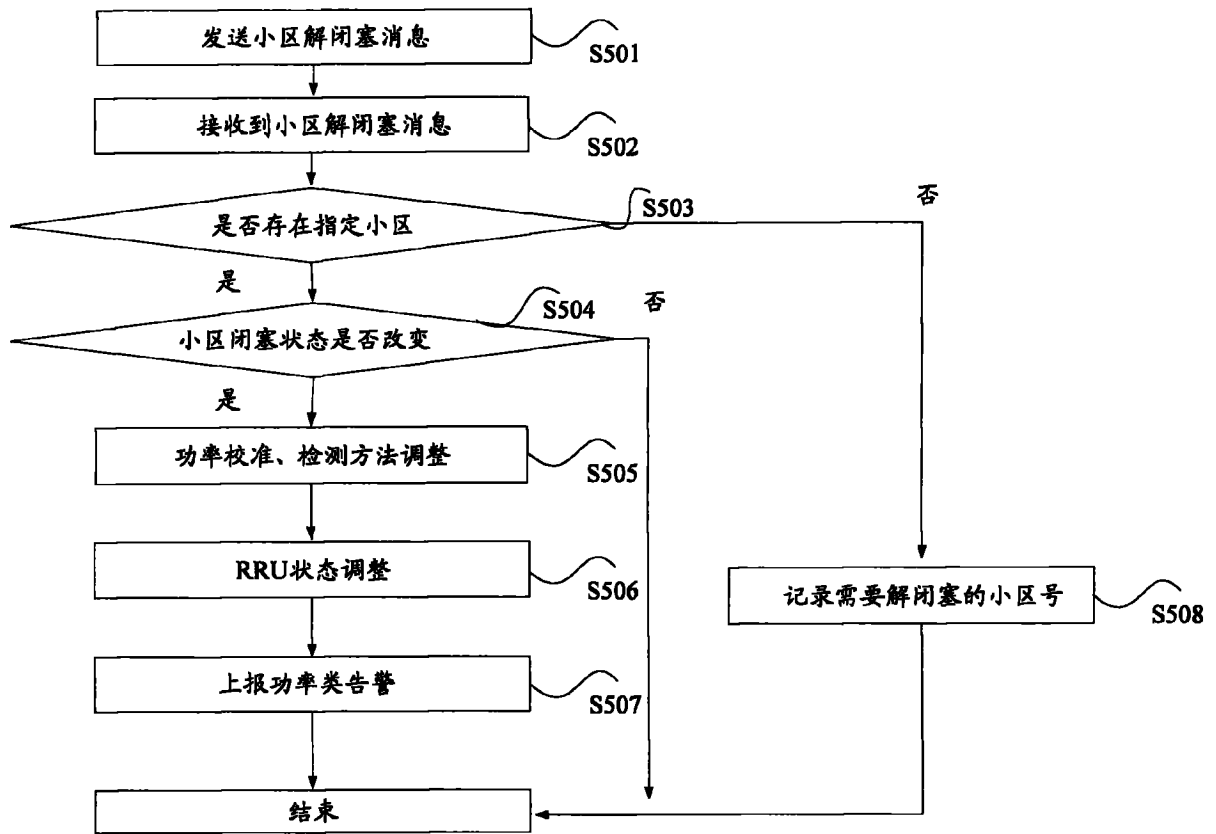 发送小区解闭塞消息
S501
接收到小区解闭塞消息
S502
是否存在指定小区
S503
否
是
小区闭塞状态是否改变
S504
否
是
功率校准、检测方法调整
S505
RRU状态调整
S506
记录需要解闭塞的小区号
S508
上报功率类告警
S507
结束